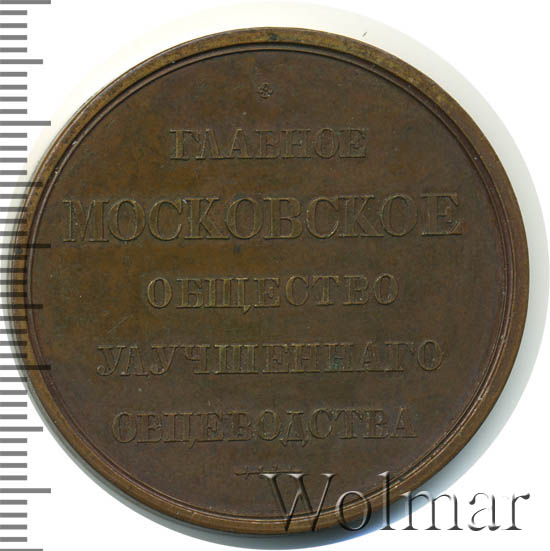 ГЛАВНОЕ
МОСКОВСКОЕ
ОБЩЕСТВО
УЛУЧШЕННАГО
ОВЦЕВОДСТВА
Wolmar